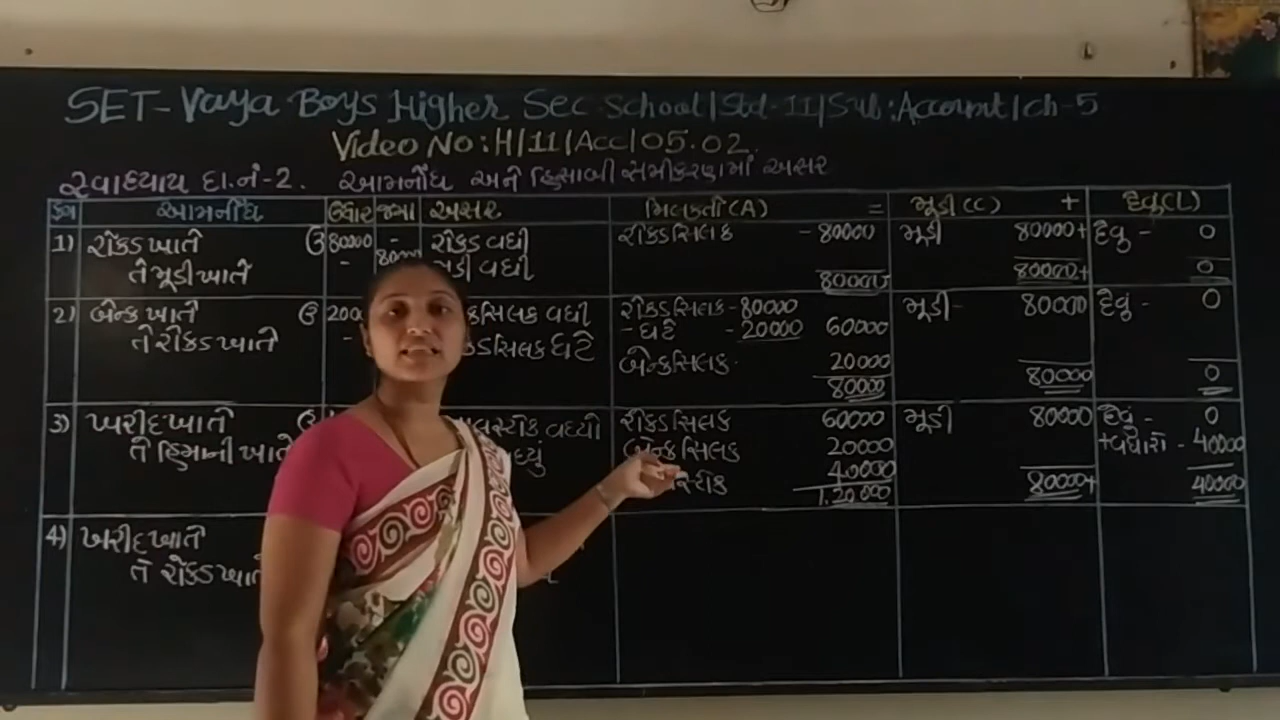 SET-Vaya Boys Higher Sec School/Std-11/Sub:Account/ch-5
Video No:H/11/Acc/05.02.
સ્વાધ્યાય દા.નં-2. આમનોંધ અને હિસાબી સમીકરણમાં અસર
ક્રમ આમનોંધ ઉધાર જમા અસર મિલકતો (A) = મૂડી (C) + દેવું(L)
1) રોકડ ખાતે ઉ 80000 - રોકડ વધી રોકડસિલક - 80000 મૂડી 80000+ દેવું - 0
તે મૂડી ખાતે - વધી 80000 80000+ 0
2) બેન્ક ખાતે ઉ વધી રોકડસિલક - 80000 મૂડી- 80000 દેવું - 0
તે રોકડ ખાતે - ઘટે - ઘટે - 20000 60000
બેન્કસિલક. 20000
80000 80000 0
3) ખરીદ ખાતે વધ્યો રોકડ સિલક 60000 મૂડી 80000 દેવું - 0
તે હિમાની ખાતે બેન્ક સિલક 20000 +વધારો - 40000
40000
1,20,000 80000+ 40000
4) ખરીદ ખાતે
તે રોકડ ખાતે